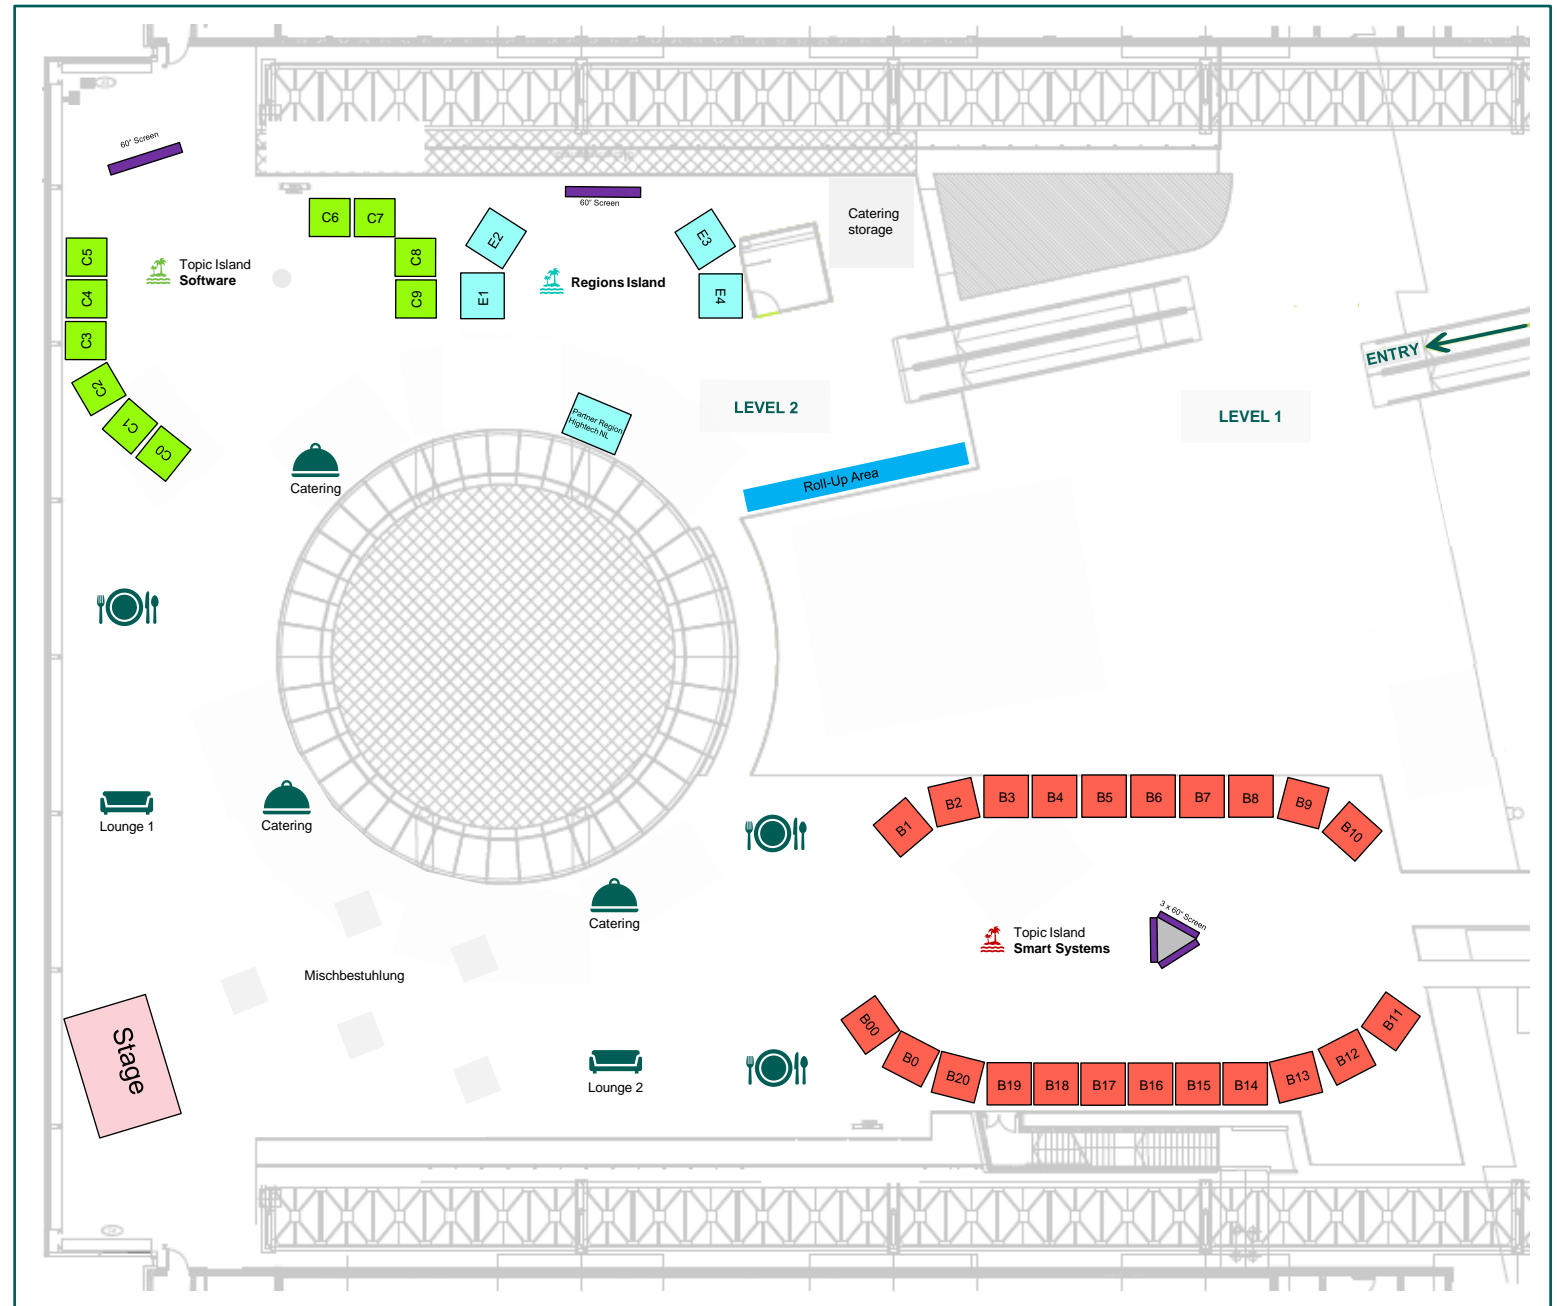 60" Screen
60" Screen
C6
C7
C8
C9
C5
C4
C3
C2
C1
C0
Topic Island
Software
E2
E1
E3
E4
Regions Island
Catering
storage
ENTRY
LEVEL 2
LEVEL 1
Partner Region
Hightech NL
Roll-Up Area
Catering
Lounge 1
Catering
Catering
Mischbestuhlung
Stage
Lounge 2
B1
B2
B3
B4
B5
B6
B7
B8
B9
B10
3 x 60" Screen
Topic Island
Smart Systems
B00
B0
B20
B19
B18
B17
B16
B15
B14
B13
B12
B11